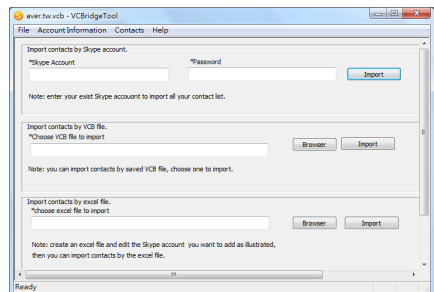 aver.tw.vcb - VCBridgeTool
File Account Information Contacts Help
Import contacts by Skype account.
*Skype Account *Password
Import
Note: enter your exist Skype accouont to import all your contact list.
Import contacts by VCB file.
*Choose VCB file to import
Browser Import
Note: you can import contacts by saved VCB file, choose one to import.
Import contacts by excel file.
*choose excel file to import
Browser Import
Note: create an excel file and edit the Skype account you want to add as illustrated,
then you can import contacts by the excel file.
Ready